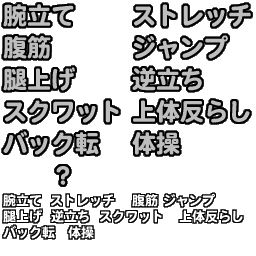 腕立て ストレッチ
腹筋 ジャンプ
腿上げ 逆立ち
スクワット 上体反らし
バック転 体操
?
腕立て ストレッチ 腹筋 ジャンプ
腿上げ 逆立ち スクワット 上体反らし
バック転 体操